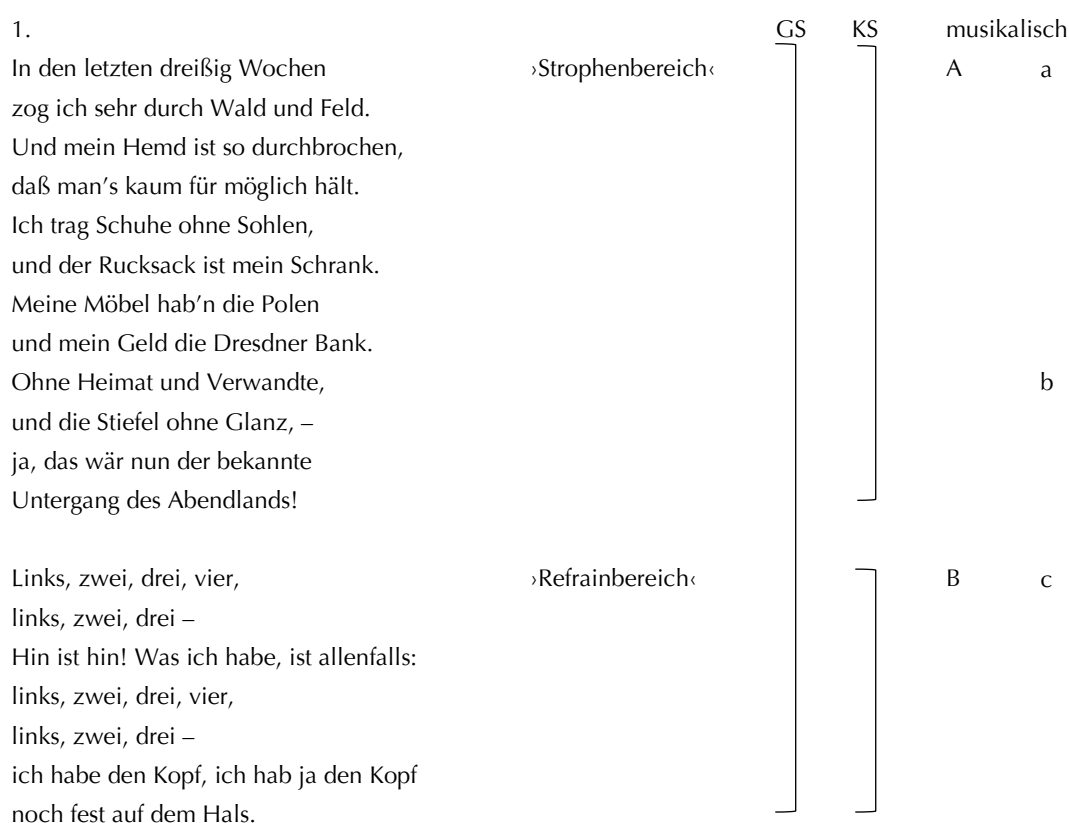 1. GS KS musikalisch
In den letzten dreißig Wochen ›Strophenbereich‹ A a
zog ich sehr durch Wald und Feld.
Und mein Hemd ist so durchbrochen,
daß man’s kaum für möglich hält.
Ich trag Schuhe ohne Sohlen,
und der Rucksack ist mein Schrank.
Meine Möbel hab’n die Polen
und mein Geld die Dresdner Bank.
Ohne Heimat und Verwandte, b
und die Stiefel ohne Glanz, –
ja, das wär nun der bekannte
Untergang des Abendlands!
Links, zwei, drei, vier, ›Refrainbereich‹ B c
links, zwei, drei –
Hin ist hin! Was ich habe, ist allenfalls:
links, zwei, drei, vier,
links, zwei, drei –
ich habe den Kopf, ich hab ja den Kopf
noch fest auf dem Hals.